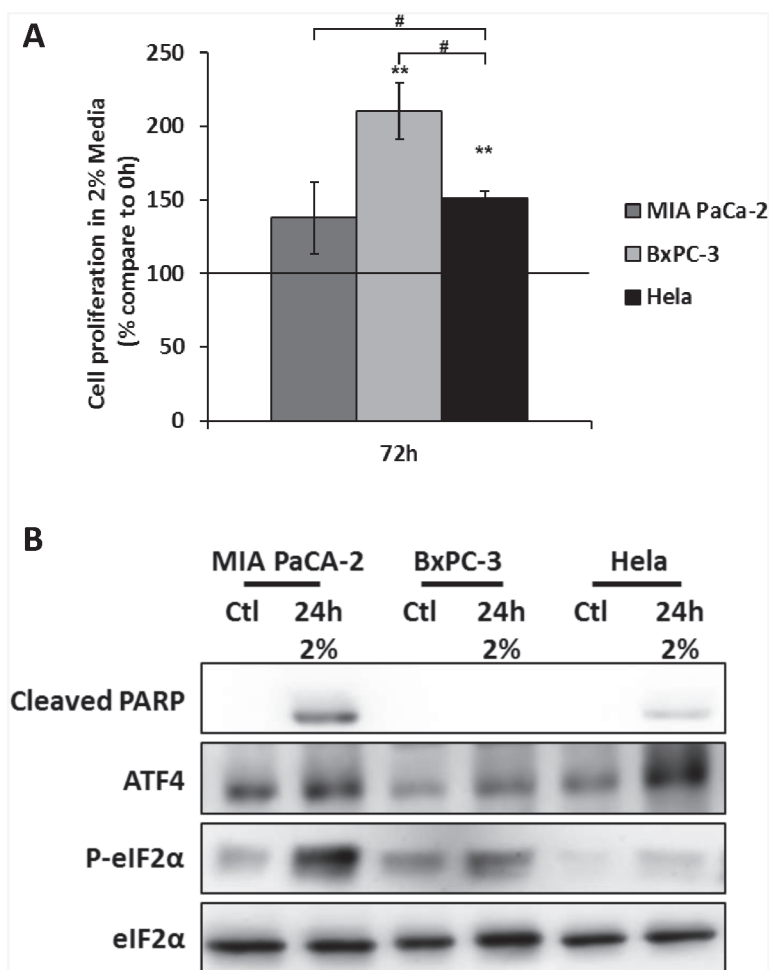 A
#
#
250
**
200
**
150
100
50
0
Cell proliferation in 2% Media
(% compare to 0h)
72h
MIA PaCa-2
BxPC-3
Hela
B
MIA PaCA-2 BxPC-3 Hela
Ctl 24h Ctl 24h Ctl 24h
2% 2% 2%
Cleaved PARP
ATF4
P-eIF2α
eIF2α